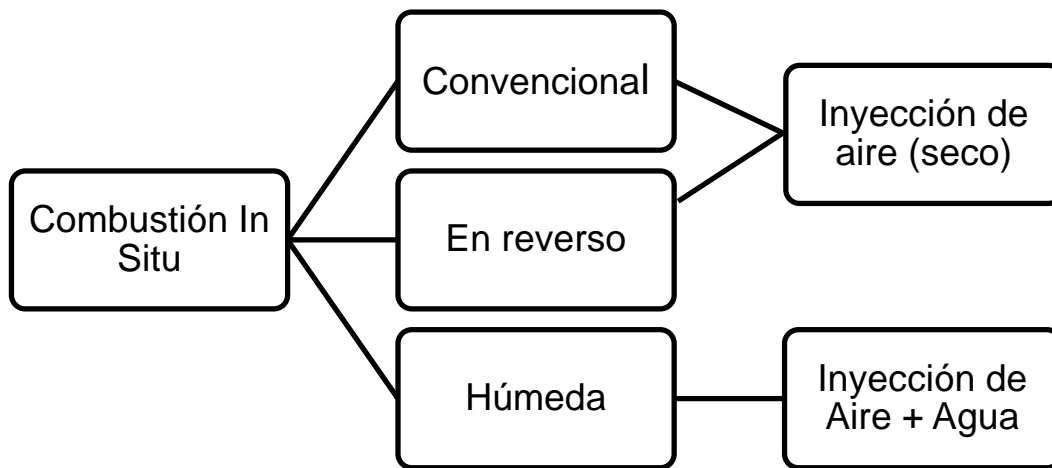 Combustión In
Situ
Convencional
En reverso
Húmeda
Inyección de
aire (seco)
Inyección de
Aire + Agua